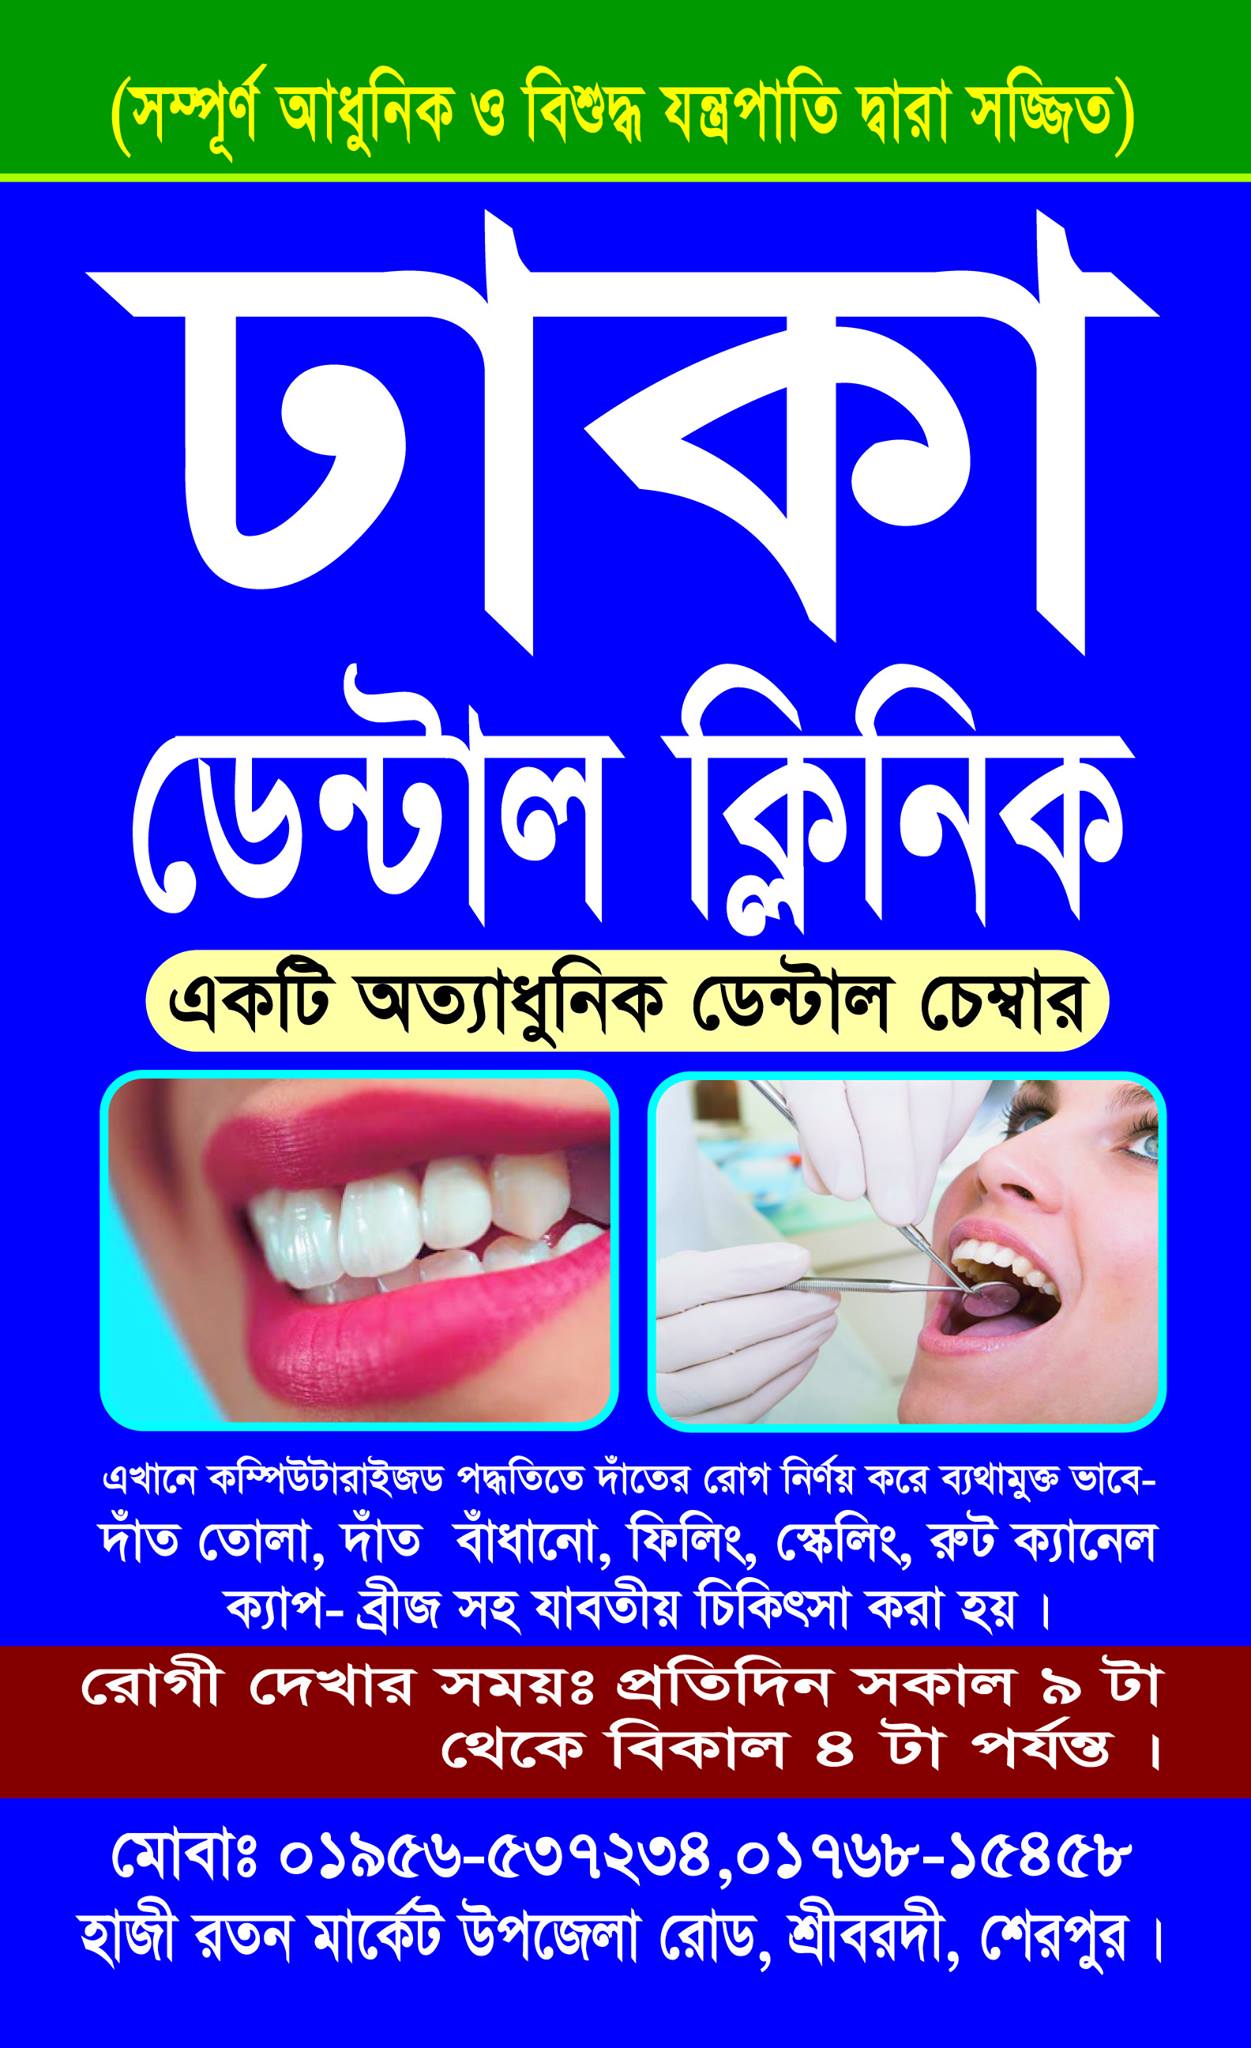 (সম্পূর্ণ আধুনিক ও বিশুদ্ধ যন্ত্রপাতি দ্বারা সজ্জিত)
ঢাকা
ডেন্টাল ক্লিনিক
একটি অত্যাধুনিক ডেন্টাল চেম্বার
এখানে কম্পিউটারাইজড পদ্ধতিতে দাঁতের রোগ নির্ণয় করে ব্যথামুক্ত ভাবে-
দাঁত তোলা, দাঁত বাঁধানো, ফিলিং, স্কেলিং, রুট ক্যানেল
ক্যাপ- ব্রীজ সহ যাবতীয় চিকিৎসা করা হয় ।
রোগী দেখার সময়ঃ প্রতিদিন সকাল ৯ টা
থেকে বিকাল ৪ টা পর্যন্ত ।
মোবাঃ ০১৯৫৬-৫৩৭২৩৪,০১৭৬৮-১৫৪৫৮
হাজী রতন মার্কেট উপজেলা রোড, শ্রীবরদী, শেরপুর ।